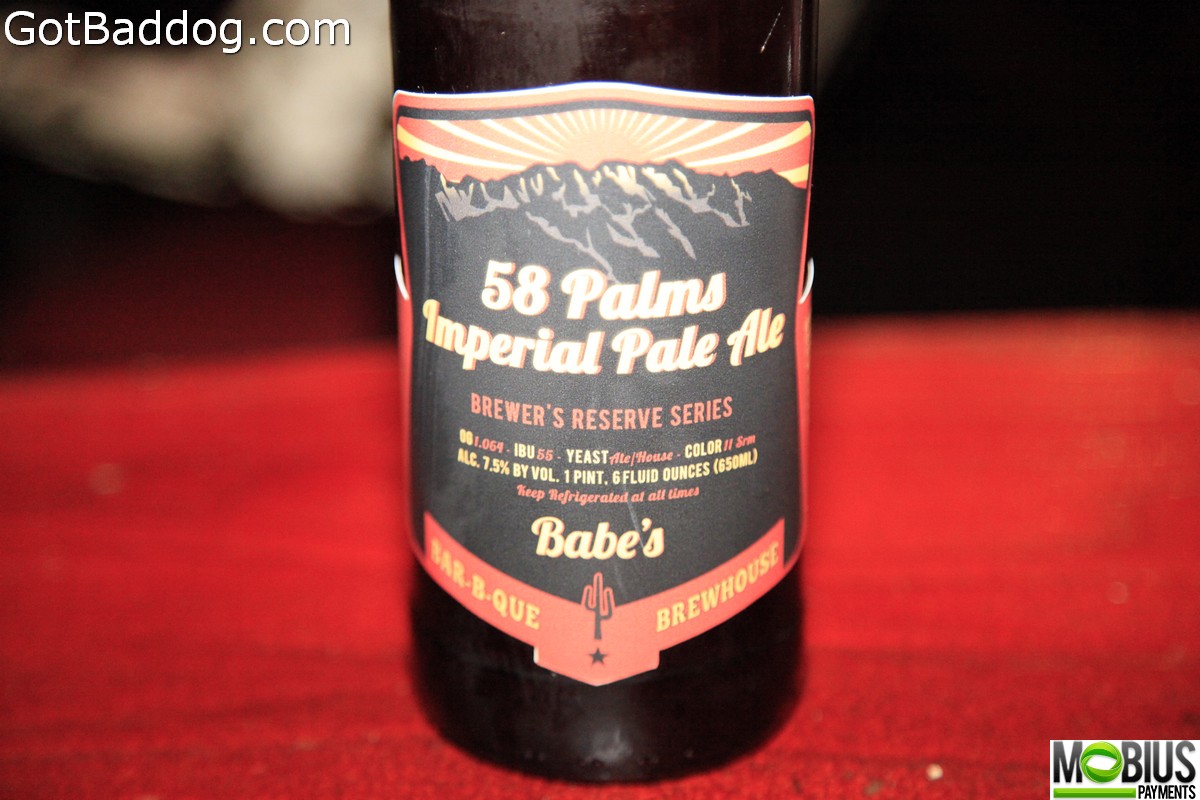 GotBaddog.com
58 Palms
Imperial Pale Ale
BREWER'S RESERVE SERIES
OG 1.064 - IBU 55 - YEAST Ale/House - COLOR 11 Srm
ALC. 7.5% BY VOL. 1 PINT, 6 FLUID OUNCES (650ML)
Keep Refrigerated at all times
Babe's
BAR-B-QUE BREWHOUSE
MOBIUS
PAYMENTS